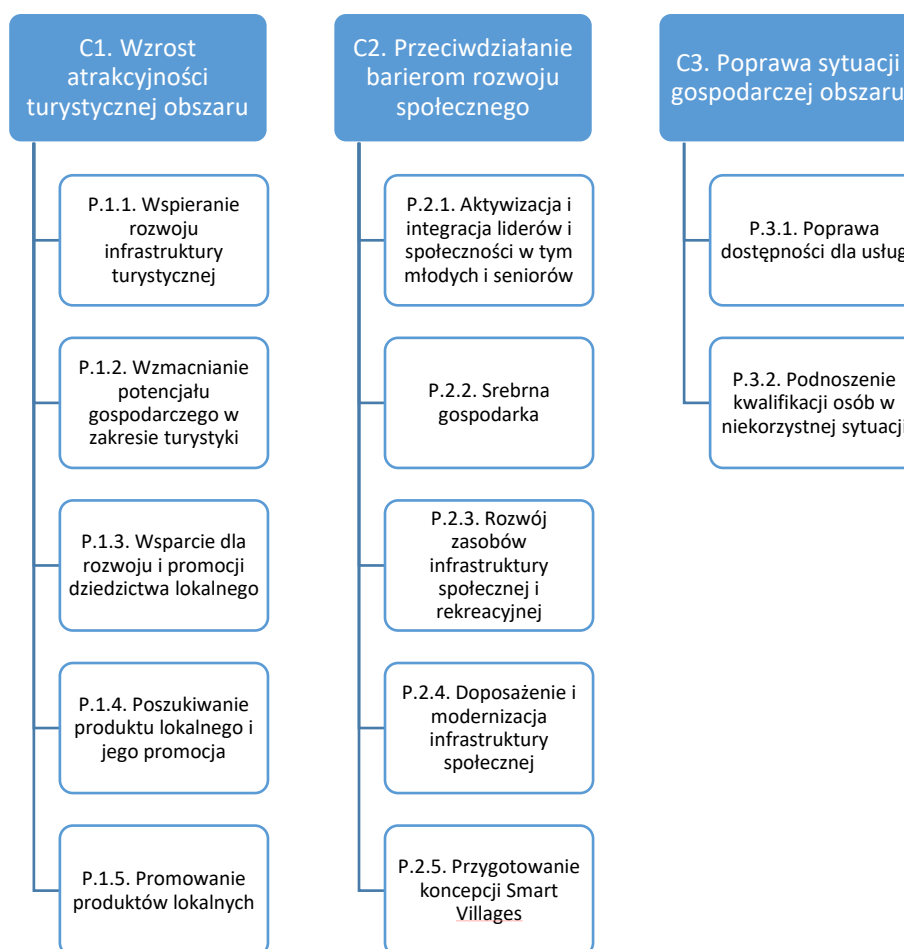 C1. Wzrost
atrakcyjności
turystycznej obszaru
P.1.1. Wspieranie
rozwoju
infrastruktury
turystycznej
P.1.2. Wzmacnianie
potencjału
gospodarczego w
zakresie turystyki
P.1.3. Wsparcie dla
rozwoju i promocji
dziedzictwa lokalnego
P.1.4. Poszukiwanie
produktu lokalnego i
jego promocja
P.1.5. Promowanie
produktów lokalnych
C2. Przeciwdziałanie
barierom rozwoju
społecznego
P.2.1. Aktywizacja i
integracja liderów i
społeczności w tym
młodych i seniorów
P.2.2. Srebrna
gospodarka
P.2.3. Rozwój
zasobów
infrastruktury
społecznej i
rekreacyjnej
P.2.4. Doposażenie i
modernizacja
infrastruktury
społecznej
P.2.5. Przygotowanie
koncepcji Smart
Villages
C3. Poprawa sytuacji
gospodarczej obszaru
P.3.1. Poprawa
dostępności dla usług
P.3.2. Podnoszenie
kwalifikacji osób w
niekorzystnej sytuacji